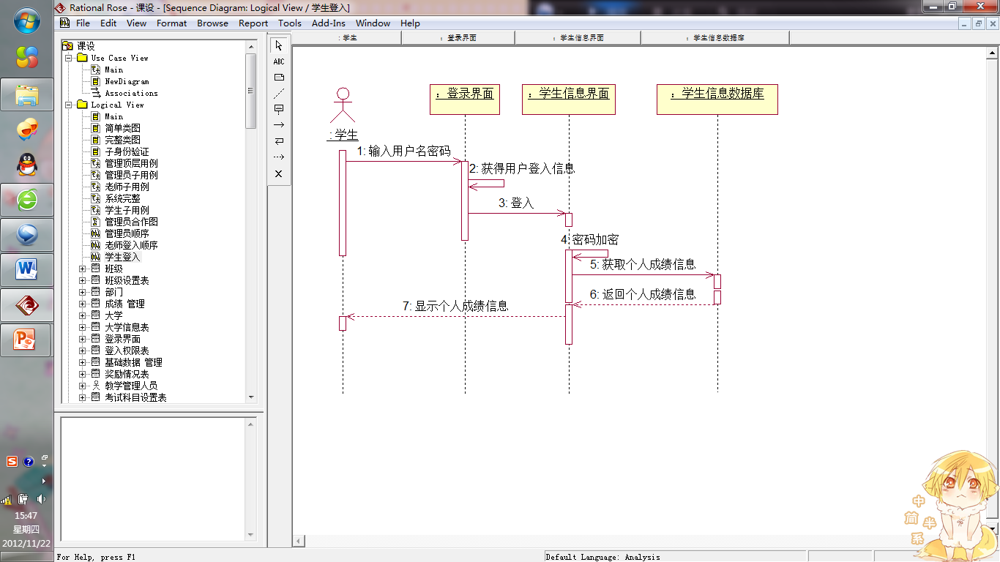 Rational Rose - 课设 - [Sequence Diagram: Logical View / 学生登入]
File Edit View Format Browse Report Tools Add-Ins Window Help
: 学生
: 登录界面
: 学生信息界面
: 学生信息数据库
课设
Use Case View
Main
NewDiagram
Associations
Logical View
Main
简单类图
完整类图
子身份验证
管理顶层用例
管理员子用例
老师子用例
系统完整
学生子用例
管理员合作图
管理员顺序
老师登入顺序
学生登入
班级
班级设置表
部门
成绩 管理
大学
大学信息表
登录界面
登入权限表
基础数据 管理
奖励情况表
教学管理人员
考试科目设置表
ABC
: 登录界面
: 学生信息界面
: 学生信息数据库
: 学生
1: 输入用户名密码
2: 获得用户登入信息
3: 登入
4: 密码加密
5: 获取个人成绩信息
6: 返回个人成绩信息
7: 显示个人成绩信息
15:47
星期四
2012/11/22
中
简
半
系
For Help, press F1
Default Language: Analysis